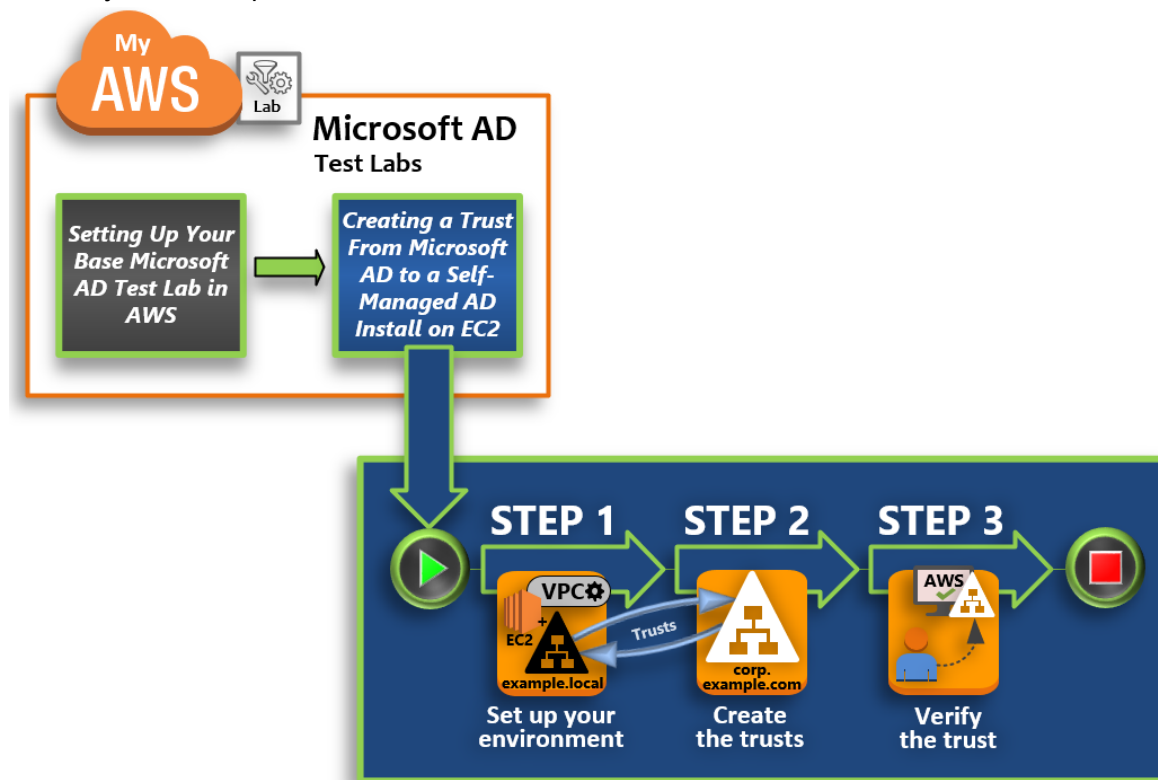 My
AWS
Lab
Microsoft AD
Test Labs
Setting Up Your
Base Microsoft
AD Test Lab in
AWS
Creating a Trust
From Microsoft
AD to a Self-
Managed AD
Install on EC2
STEP 1
STEP 2
STEP 3
VPC
EC2
+
example.local
Trusts
corp.
example.com
AWS
Set up your
environment
Create
the trusts
Verify
the trust